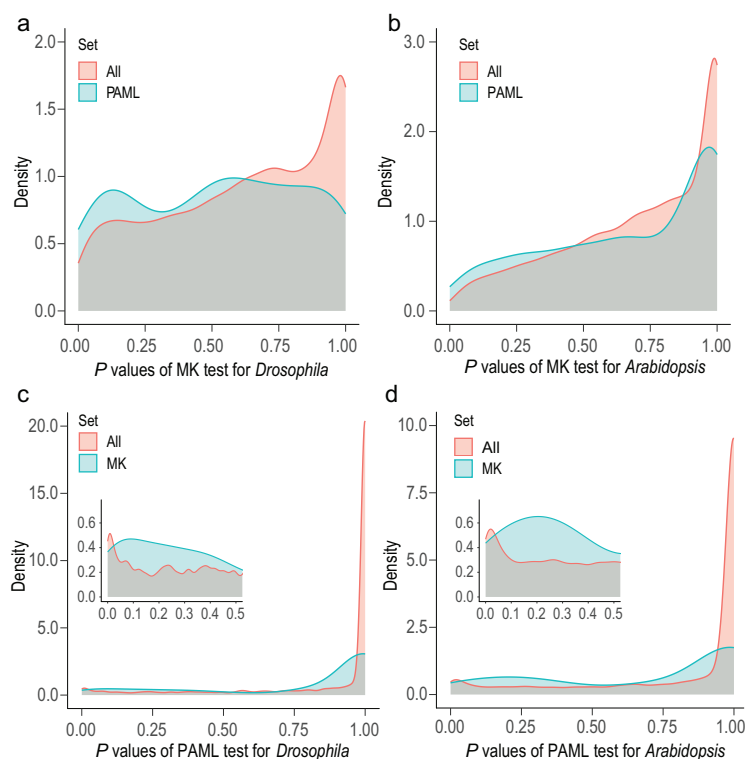 a
Set
All
PAML
Density
2.0
1.5
1.0
0.5
0.0
0.00 0.25 0.50 0.75 1.00
P values of MK test for Drosophila
b
Set
All
PAML
Density
3.0
2.0
1.0
0.0
0.00 0.25 0.50 0.75 1.00
P values of MK test for Arabidopsis
c
Set
All
MK
Density
20.0
15.0
10.0
5.0
0.0
0.6
0.4
0.2
0.0
0.0 0.1 0.2 0.3 0.4 0.5
0.00 0.25 0.50 0.75 1.00
P values of PAML test for Drosophila
d
Set
All
MK
Density
10.0
7.5
5.0
2.5
0.0
0.6
0.4
0.2
0.0
0.0 0.1 0.2 0.3 0.4 0.5
0.00 0.25 0.50 0.75 1.00
P values of PAML test for Arabidopsis